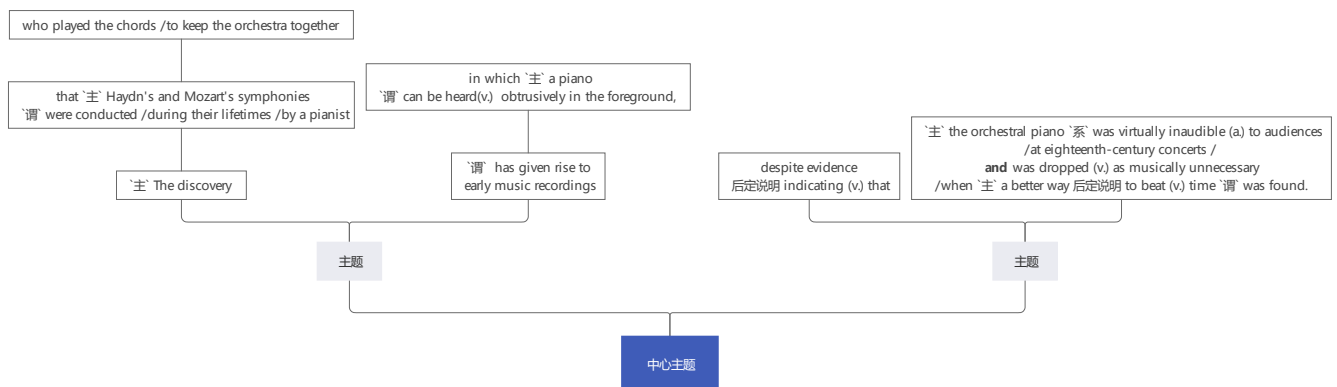 who played the chords /to keep the orchestra together
that `主` Haydn's and Mozart's symphonies
`谓` were conducted /during their lifetimes /by a pianist
`主` The discovery
in which `主` a piano
`谓` can be heard(v.) obtrusively in the foreground,
`谓` has given rise to
early music recordings
主题
despite evidence
后定说明 indicating (v.) that
`主` the orchestral piano `系` was virtually inaudible (a.) to audiences
/at eighteenth-century concerts /
and was dropped (v.) as musically unnecessary
/when `主` a better way 后定说明 to beat (v.) time `谓` was found.
主题
中心主题